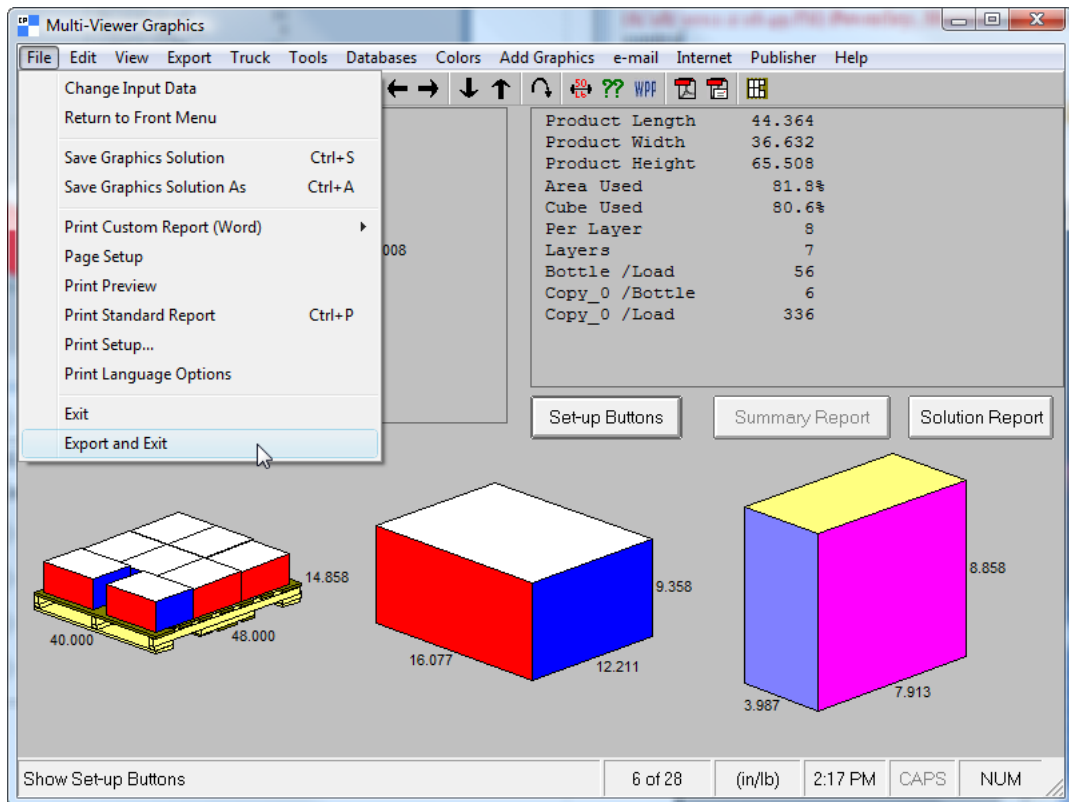 CP
Multi-Viewer Graphics
File Edit View Export Truck Tools Databases Colors Add Graphics e-mail Internet Publisher Help
Change Input Data
Return to Front Menu
Save Graphics Solution Ctrl+S
Save Graphics Solution As Ctrl+A
Print Custom Report (Word)
Page Setup
Print Preview
Print Standard Report Ctrl+P
Print Setup...
Print Language Options
Exit
Export and Exit
50 LB ?? WPP
008
Product Length 44.364
Product Width 36.632
Product Height 65.508
Area Used 81.8%
Cube Used 80.6%
Per Layer 8
Layers 7
Bottle /Load 56
Copy_0 /Bottle 6
Copy_0 /Load 336
Set-up Buttons Summary Report Solution Report
14.858
40.000
48.000
9.358
16.077
12.211
8.858
3.987
7.913
Show Set-up Buttons 6 of 28 (in/lb) 2:17 PM CAPS NUM